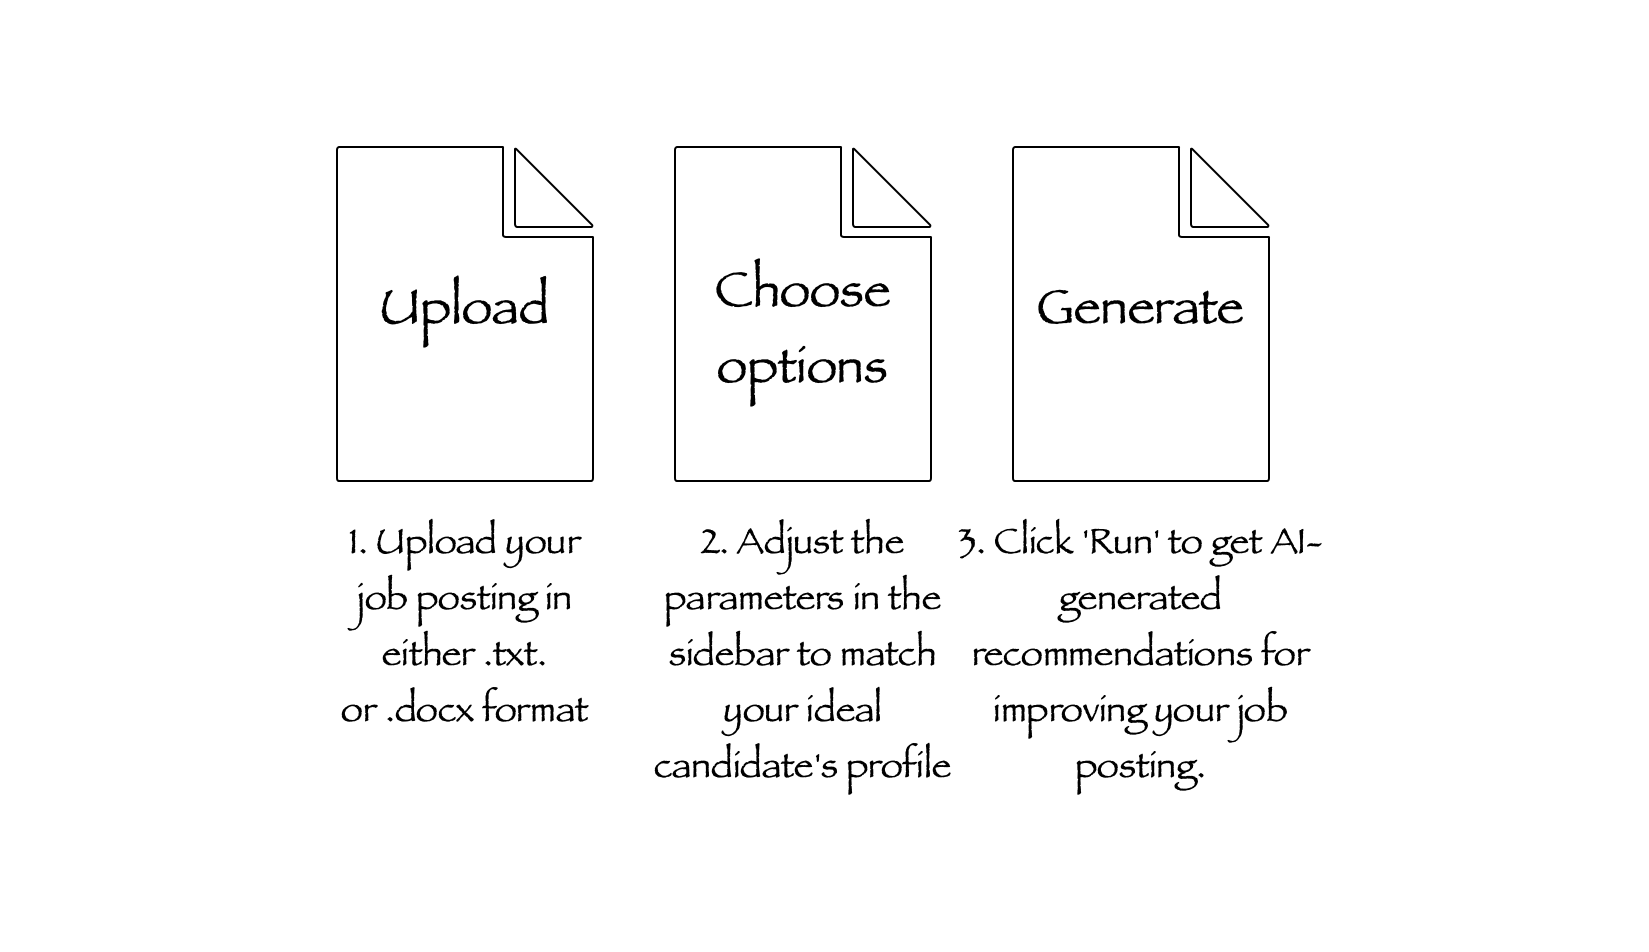 Upload
Choose
options
Generate
1. Upload your
job posting in
either .txt.
or .docx format
2. Adjust the
parameters in the
sidebar to match
your ideal
candidate's profile
3. Click 'Run' to get AI-
generated
recommendations for
improving your job
posting.